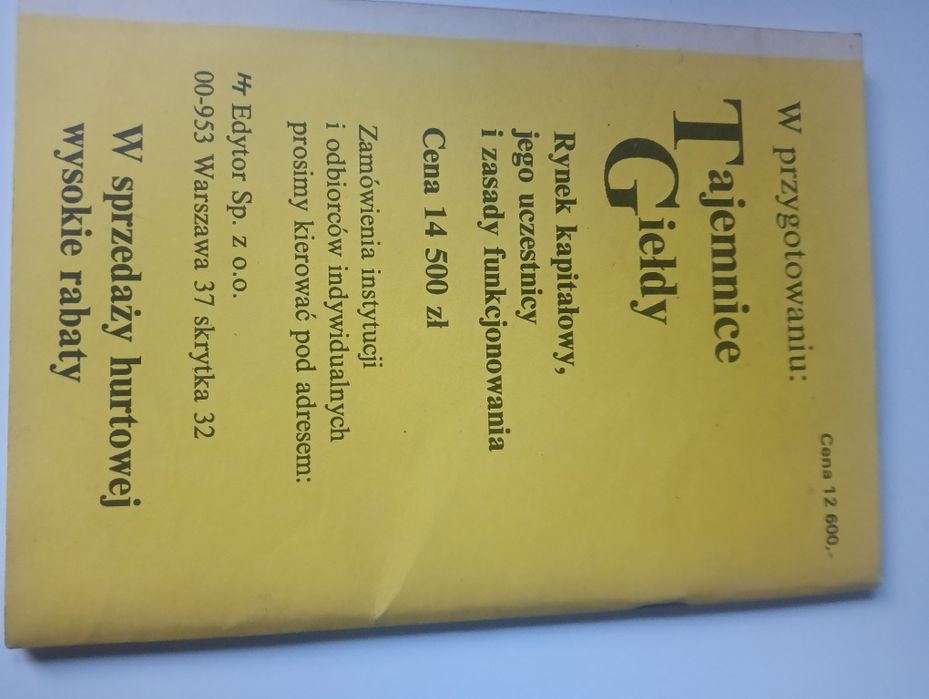 Cena 12 600,-
W przygotowaniu:
Tajemnice
Giełdy
Rynek kapitałowy,
jego uczestnicy
i zasady funkcjonowania
Cena 14 500 zł
Zamówienia instytucji
i odbiorców indywidualnych
prosimy kierować pod adresem:
Edytor Sp. z o.o.
00-953 Warszawa 37 skrytka 32
W sprzedaży hurtowej
wysokie rabaty